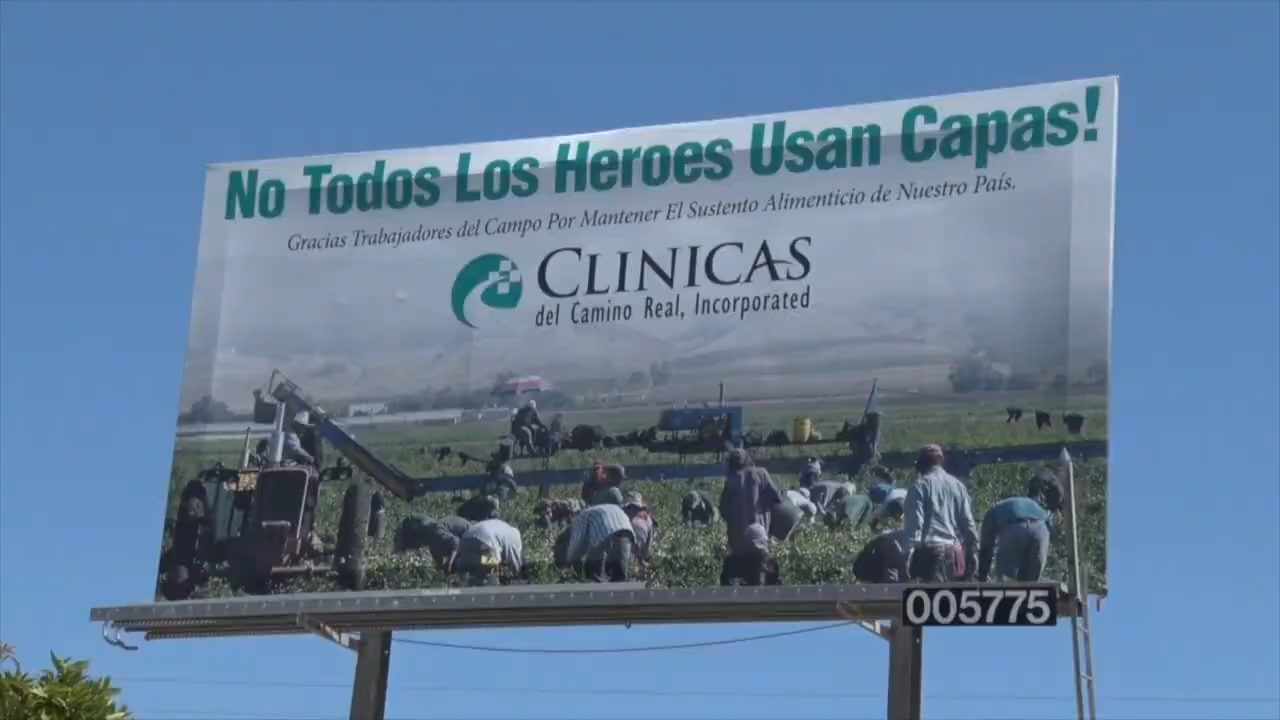 No Todos Los Heroes Usan Capas!
Gracias Trabajadores del Campo Por Mantener El Sustento Alimenticio de Nuestro País.
CLINICAS
del Camino Real, Incorporated
005775